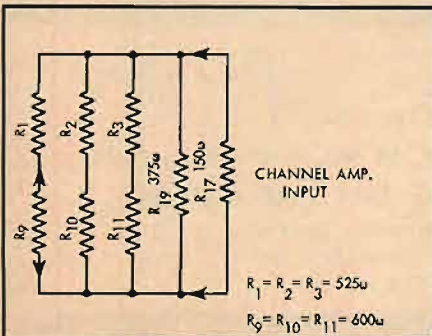 R1
R2
R3
R9
R10
R11
R19 375ω
R17 150ω
CHANNEL AMP.
INPUT
R1 = R2 = R3 = 525ω
R9 = R10 = R11 = 600ω